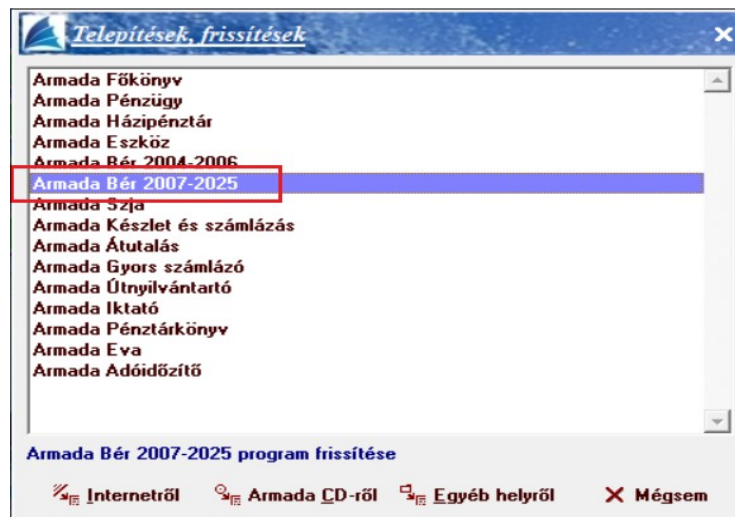 Telepítések, frissítések
Armada Főkönyv
Armada Pénzügy
Armada Házipénztár
Armada Eszköz
Armada Bér 2004-2006
Armada Bér 2007-2025
Armada Szja
Armada Készlet és számlázás
Armada Átutalás
Armada Gyors számlázó
Armada Útnyilvántartó
Armada Iktató
Armada Pénztárkönyv
Armada Eva
Armada Adóidőzítő
Armada Bér 2007-2025 program frissítése
Internetről Armada CD-ről Egyéb helyről Mégsem